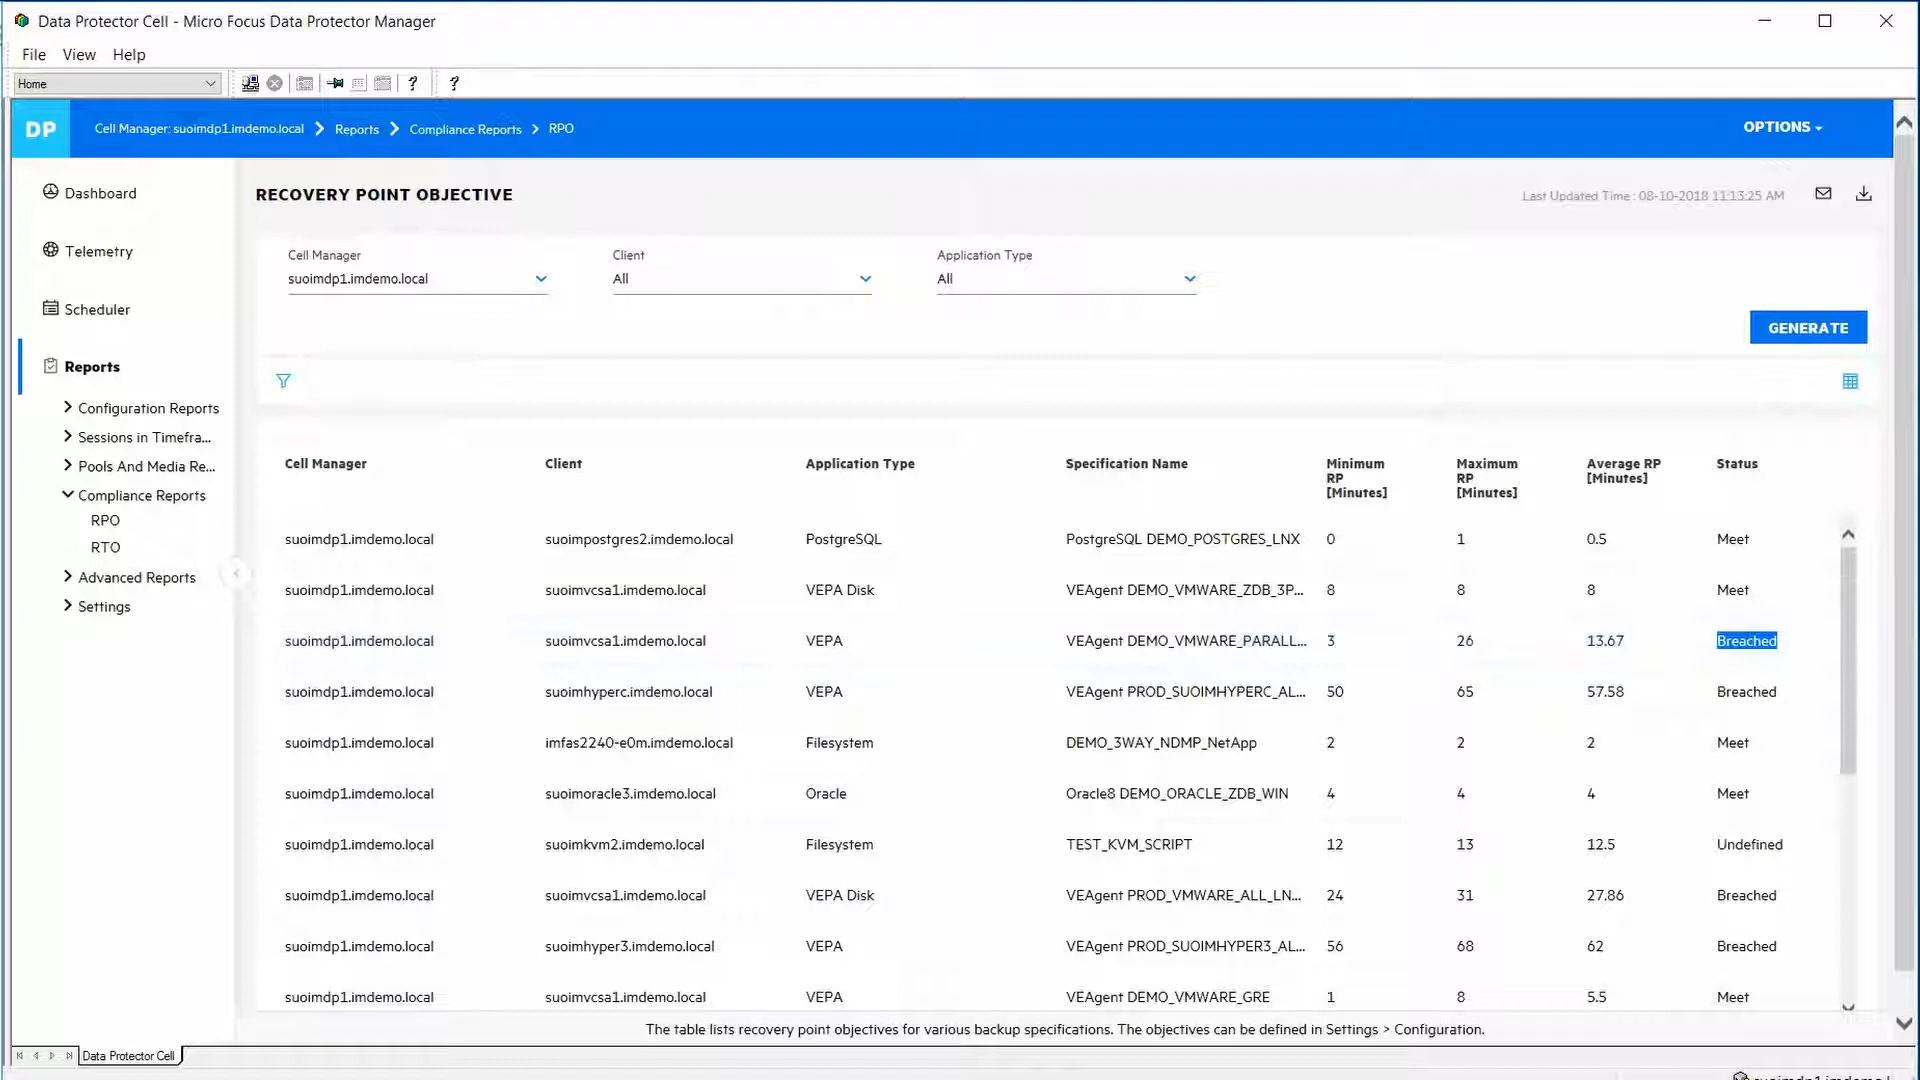 Data Protector Cell - Micro Focus Data Protector Manager
File View Help
Home
DP Cell Manager: suoimdp1.imdemo.local Reports Compliance Reports RPO OPTIONS
Dashboard
Telemetry
Scheduler
Reports
Configuration Reports
Sessions in Timefra...
Pools And Media Re...
Compliance Reports
RPO
RTO
Advanced Reports
Settings
RECOVERY POINT OBJECTIVE
Last Updated Time : 08-10-2018 11:13:25 AM
Cell Manager Client Application Type
suoimdp1.imdemo.local All All
GENERATE
Cell Manager Client Application Type Specification Name Minimum RP [Minutes] Maximum RP [Minutes] Average RP [Minutes] Status
suoimdp1.imdemo.local suoimpostgres2.imdemo.local PostgreSQL PostgreSQL DEMO_POSTGRES_LNX 0 1 0.5 Meet
suoimdp1.imdemo.local suoimvcsa1.imdemo.local VEPA Disk VEAgent DEMO_VMWARE_ZDB_3P... 8 8 8 Meet
suoimdp1.imdemo.local suoimvcsa1.imdemo.local VEPA VEAgent DEMO_VMWARE_PARALL... 3 26 13.67 Breached
suoimdp1.imdemo.local suoimhyperc.imdemo.local VEPA VEAgent PROD_SUOIMHYPERC_AL... 50 65 57.58 Breached
suoimdp1.imdemo.local imfas2240-e0m.imdemo.local Filesystem DEMO_3WAY_NDMP_NetApp 2 2 2 Meet
suoimdp1.imdemo.local suoimoracle3.imdemo.local Oracle Oracle8 DEMO_ORACLE_ZDB_WIN 4 4 4 Meet
suoimdp1.imdemo.local suoimkvm2.imdemo.local Filesystem TEST_KVM_SCRIPT 12 13 12.5 Undefined
suoimdp1.imdemo.local suoimvcsa1.imdemo.local VEPA Disk VEAgent PROD_VMWARE_ALL_LN... 24 31 27.86 Breached
suoimdp1.imdemo.local suoimhyper3.imdemo.local VEPA VEAgent PROD_SUOIMHYPER3_AL... 56 68 62 Breached
suoimdp1.imdemo.local suoimvcsa1.imdemo.local VEPA VEAgent DEMO_VMWARE_GRE 1 8 5.5 Meet
The table lists recovery point objectives for various backup specifications. The objectives can be defined in Settings > Configuration.
Data Protector Cell